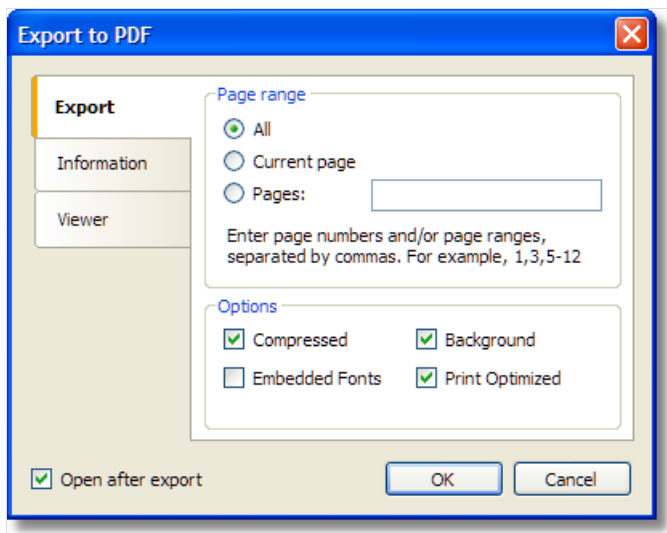 Export to PDF
Export
Information
Viewer
Page range
All
Current page
Pages:
Enter page numbers and/or page ranges,
separated by commas. For example, 1,3,5-12
Options
Compressed
Background
Embedded Fonts
Print Optimized
Open after export
OK
Cancel